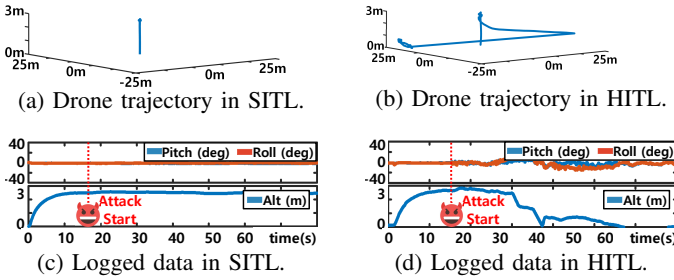 3m
0m
25m
0m
-25m
0m
25m
(a) Drone trajectory in SITL.
3m
0m
25m
0m
-25m
0m
25m
(b) Drone trajectory in HITL.
40
0
-40
Pitch (deg) Roll (deg)
3
0
Alt (m)
Attack
Start
0 10 20 30 40 50 60 time(s)
(c) Logged data in SITL.
40
0
-40
Pitch (deg) Roll (deg)
3
0
Alt (m)
Attack
Start
0 10 20 30 40 50 60 time(s)
(d) Logged data in HITL.